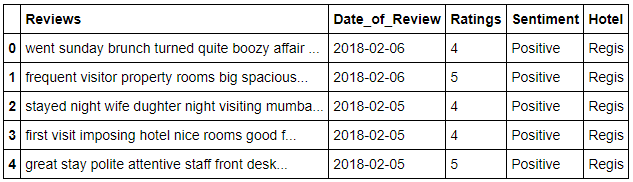 Reviews Date_of_Review Ratings Sentiment Hotel
0 went sunday brunch turned quite boozy affair ... 2018-02-06 4 Positive Regis
1 frequent visitor property rooms big spacious... 2018-02-06 5 Positive Regis
2 stayed night wife dughter night visiting mumba... 2018-02-05 4 Positive Regis
3 first visit imposing hotel nice rooms good f... 2018-02-05 4 Positive Regis
4 great stay polite attentive staff front desk... 2018-02-05 5 Positive Regis